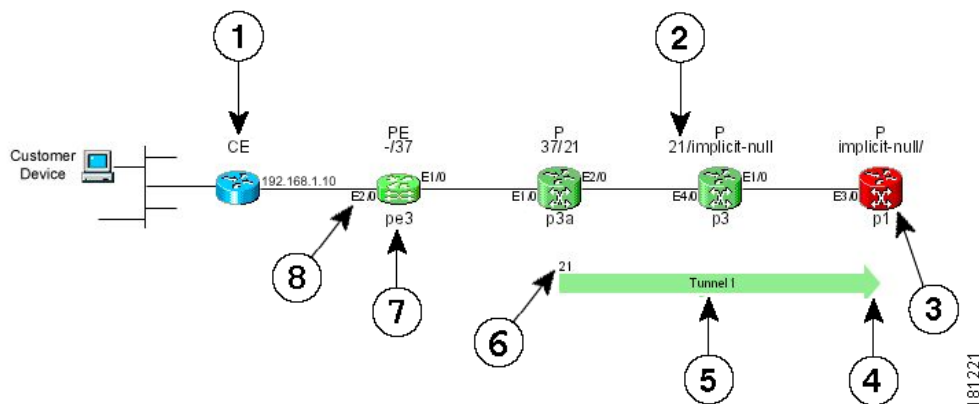 1
2
CE
PE
-/37
P
37/21
P
21/implicit-null
P
implicit-null/
Customer
Device
192.168.1.10
E2/0
E1/0
E1/0
E2/0
E4/0
E1/0
E3/0
pe3
p3a
p3
p1
8
7
6
21
Tunnel 1
5
4
3
181221